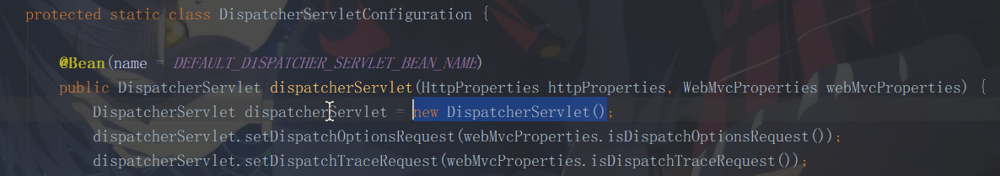 protected static class DispatcherServletConfiguration {
@Bean(name = DEFAULT_DISPATCHER_SERVLET_BEAN_NAME)
public DispatcherServlet dispatcherServlet(HttpProperties httpProperties, WebMvcProperties webMvcProperties) {
DispatcherServlet dispatcherServlet = new DispatcherServlet();
dispatcherServlet.setDispatchOptionsRequest(webMvcProperties.isDispatchOptionsRequest());
dispatcherServlet.setDispatchTraceRequest(webMvcProperties.isDispatchTraceRequest());